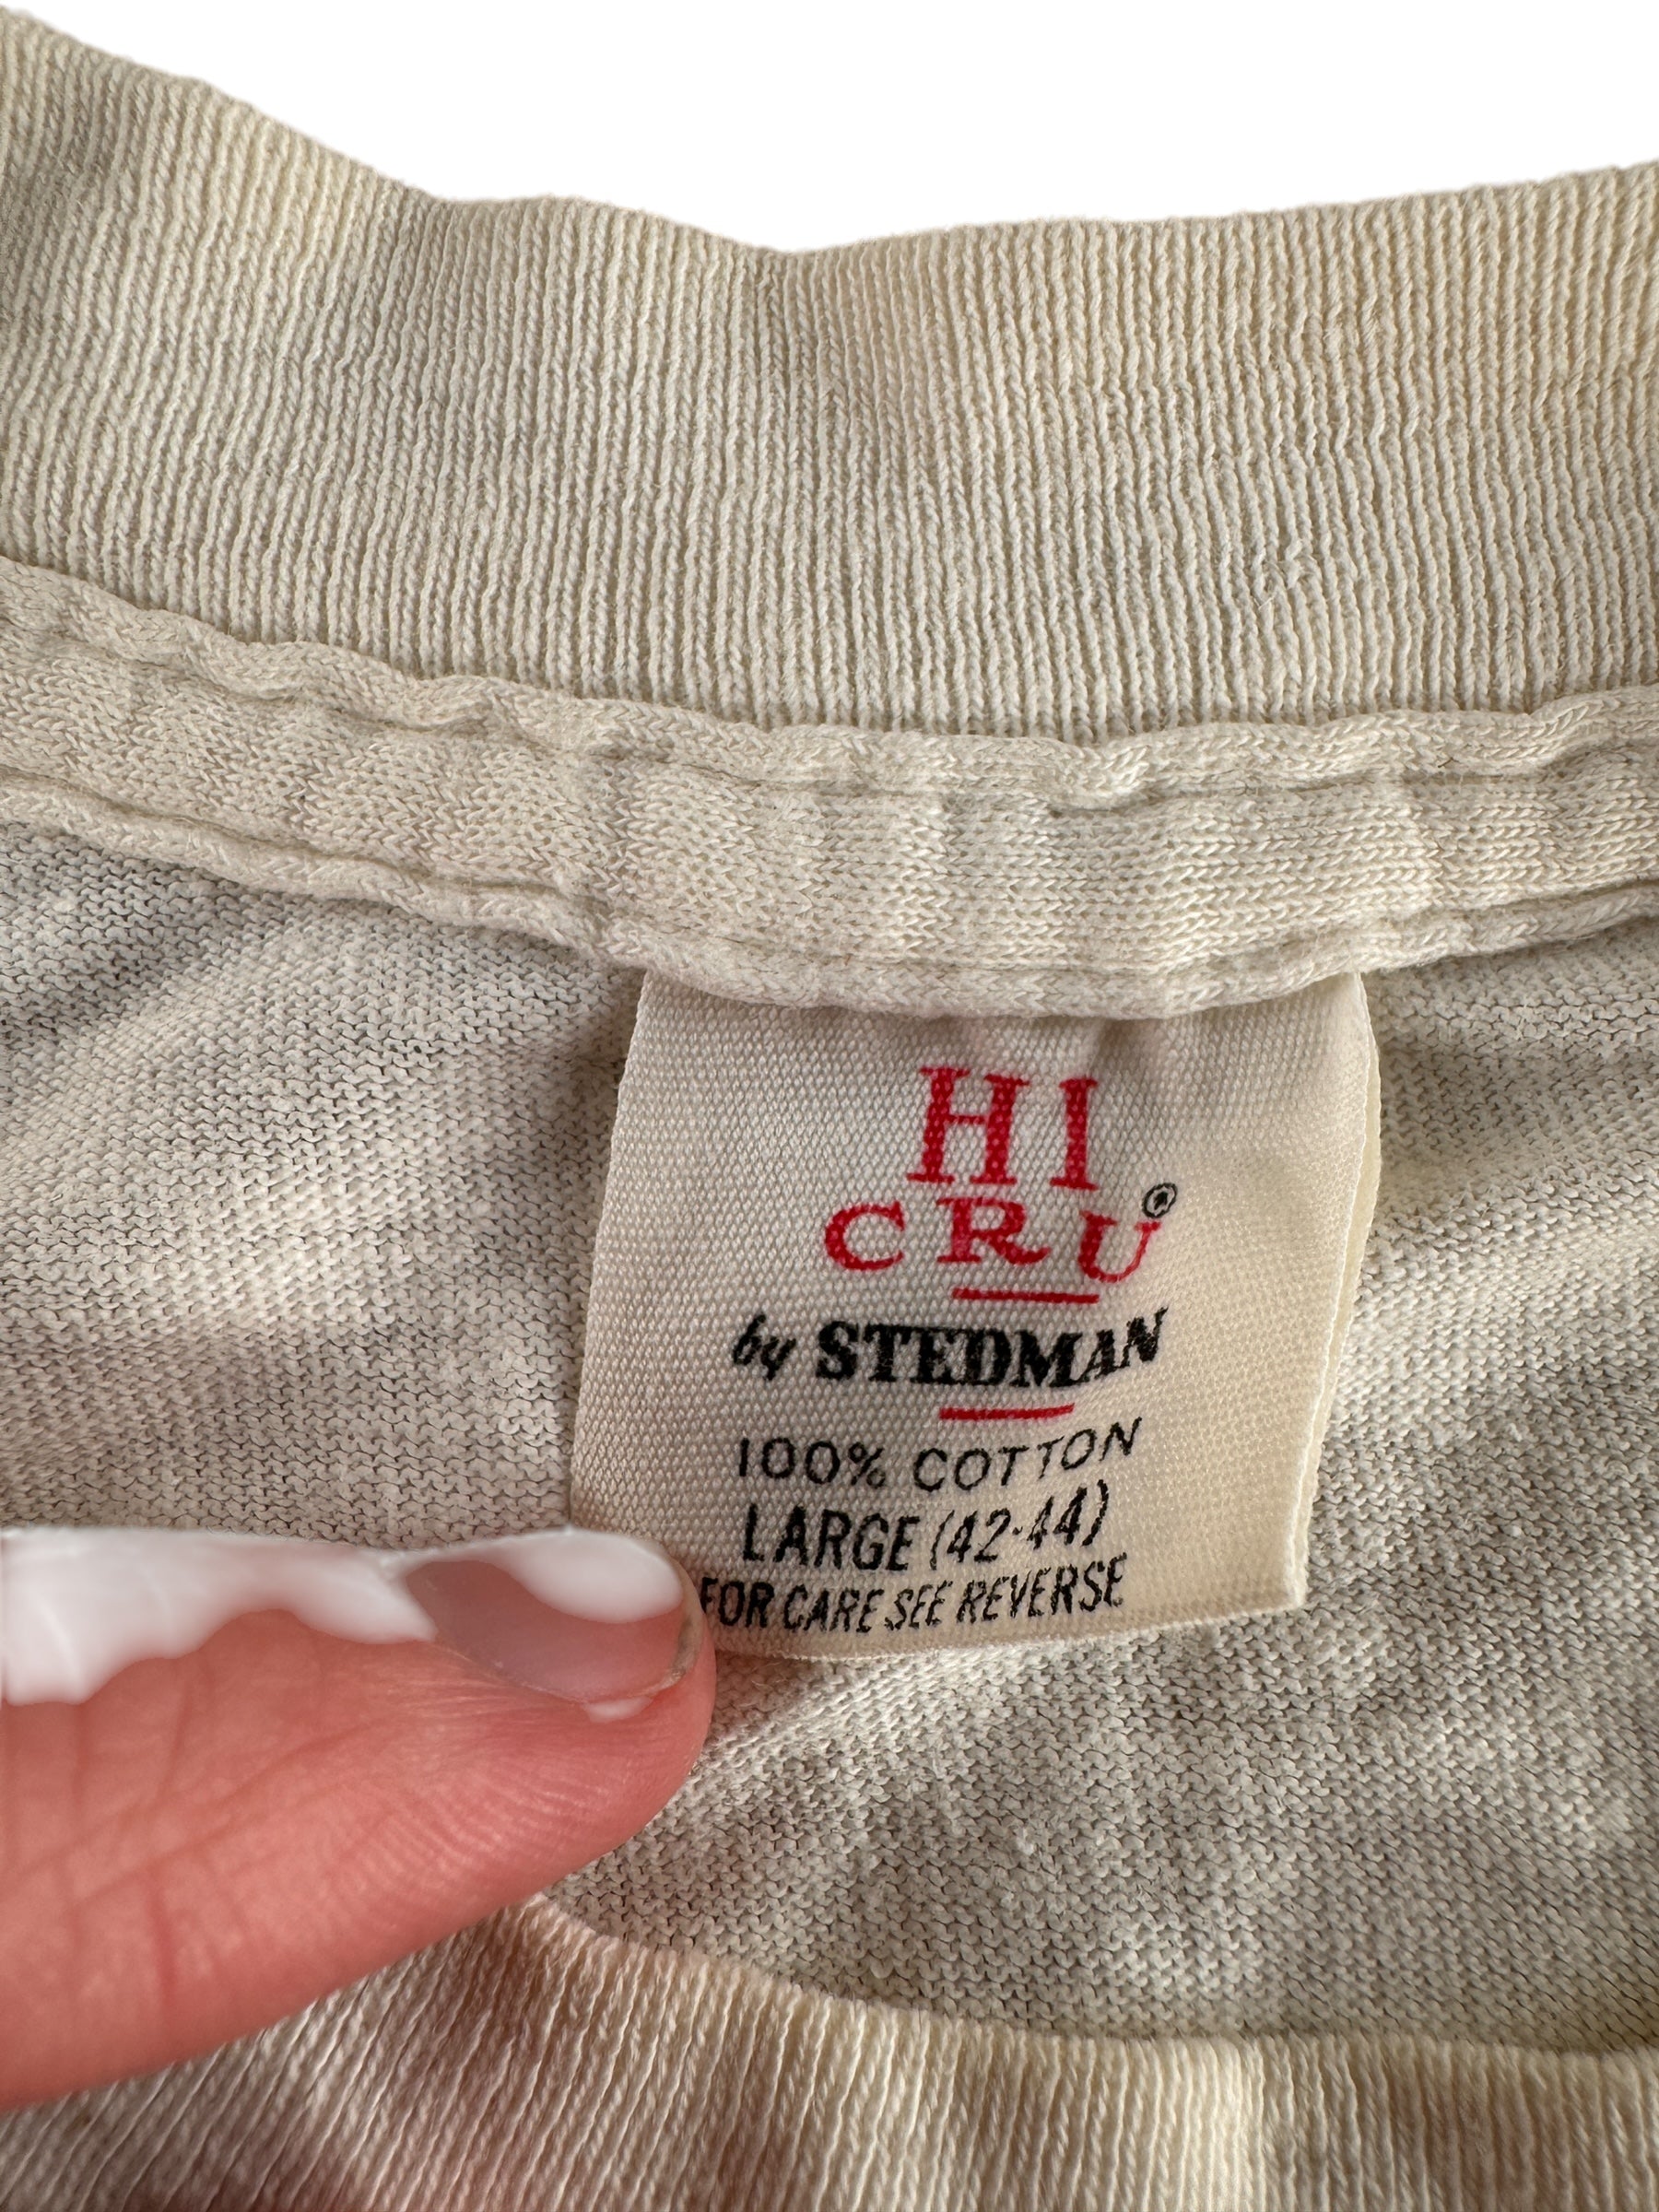 HI
CRU®
by STEDMAN
100% COTTON
LARGE (42-44)
FOR CARE SEE REVERSE